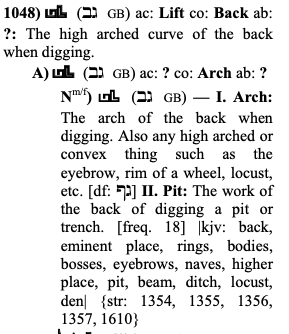 1048) (גב GB) ac: Lift co: Back ab:
?: The high arched curve of the back
when digging.
A) (גב GB) ac: ? co: Arch ab: ?
Nm/f) (גב GB) — I. Arch:
The arch of the back when
digging. Also any high arched or
convex thing such as the
eyebrow, rim of a wheel, locust,
etc. [df: גף] II. Pit: The work of
the back of digging a pit or
trench. [freq. 18] |kjv: back,
eminent place, rings, bodies,
bosses, eyebrows, naves, higher
place, pit, beam, ditch, locust,
den| {str: 1354, 1355, 1356,
1357, 1610}